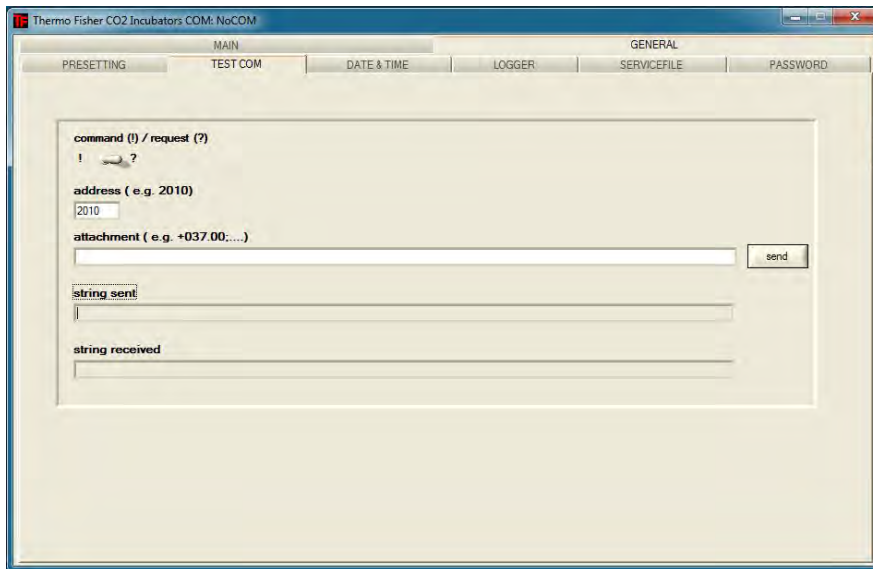 TF Thermo Fisher CO2 Incubators COM: NoCOM
MAIN GENERAL
PRESETTING TEST COM DATE & TIME LOGGER SERVICEFILE PASSWORD
command (!) / request (?)
! ?
address ( e.g. 2010)
2010
attachment ( e.g. +037.00;....)
send
string sent
string received